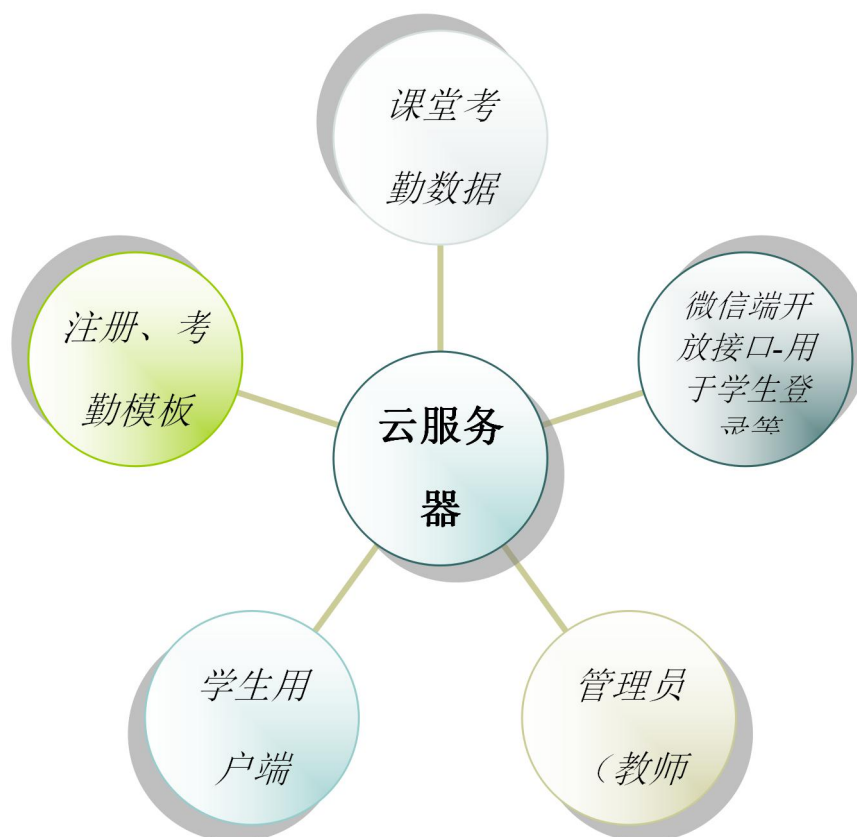 课堂考
勤数据
微信端开
放接口-用
于学生登
录等
注册、考
勤模板
云服务
器
学生用
户端
管理员
（教师